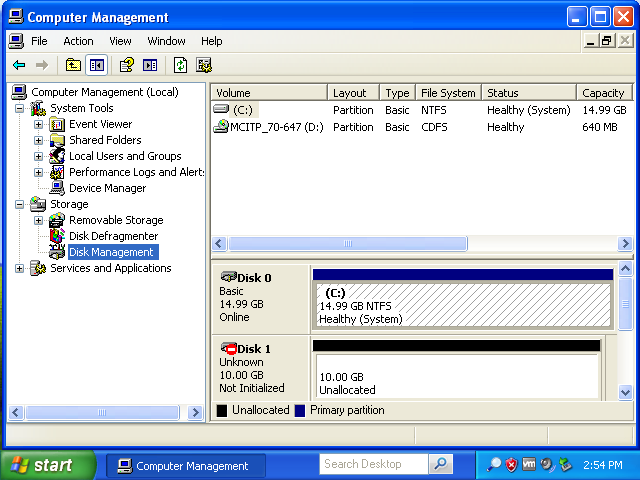 Computer Management
File Action View Window Help
Computer Management (Local)
System Tools
Event Viewer
Shared Folders
Local Users and Groups
Performance Logs and Alerts
Device Manager
Storage
Removable Storage
Disk Defragmenter
Disk Management
Services and Applications
Volume Layout Type File System Status Capacity
(C:) Partition Basic NTFS Healthy (System) 14.99 GB
MCITP_70-647 (D:) Partition Basic CDFS Healthy 640 MB
Disk 0
Basic
14.99 GB
Online
(C:)
14.99 GB NTFS
Healthy (System)
Disk 1
Unknown
10.00 GB
Not Initialized
10.00 GB
Unallocated
Unallocated Primary partition
start Computer Management Search Desktop vm 2:54 PM